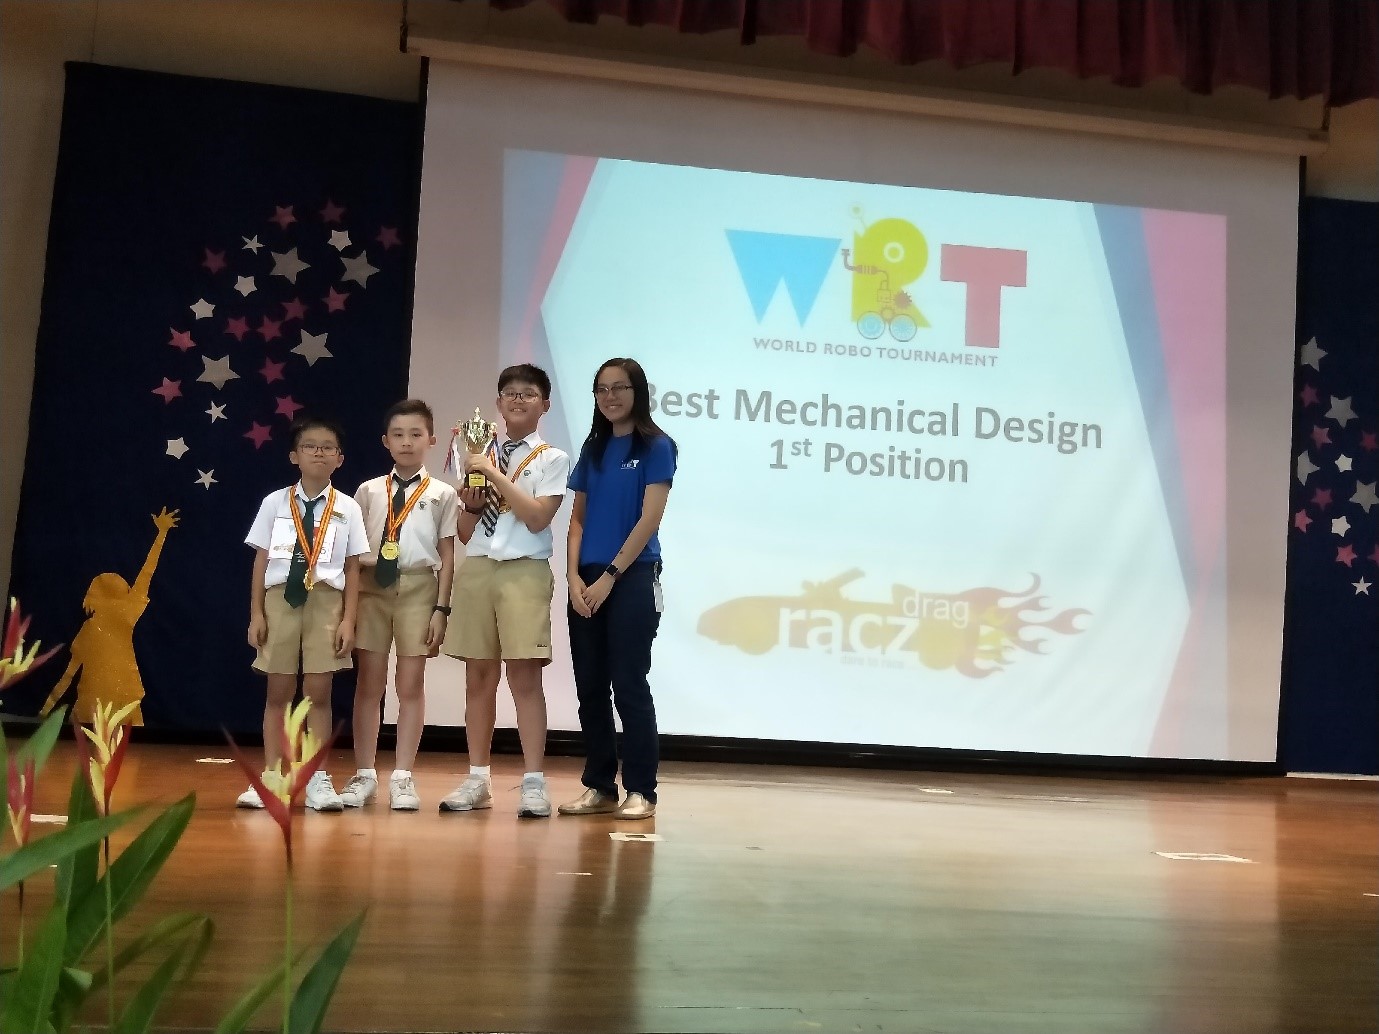 WRT
WORLD ROBO TOURNAMENT
Best Mechanical Design
1st Position
drag
racz